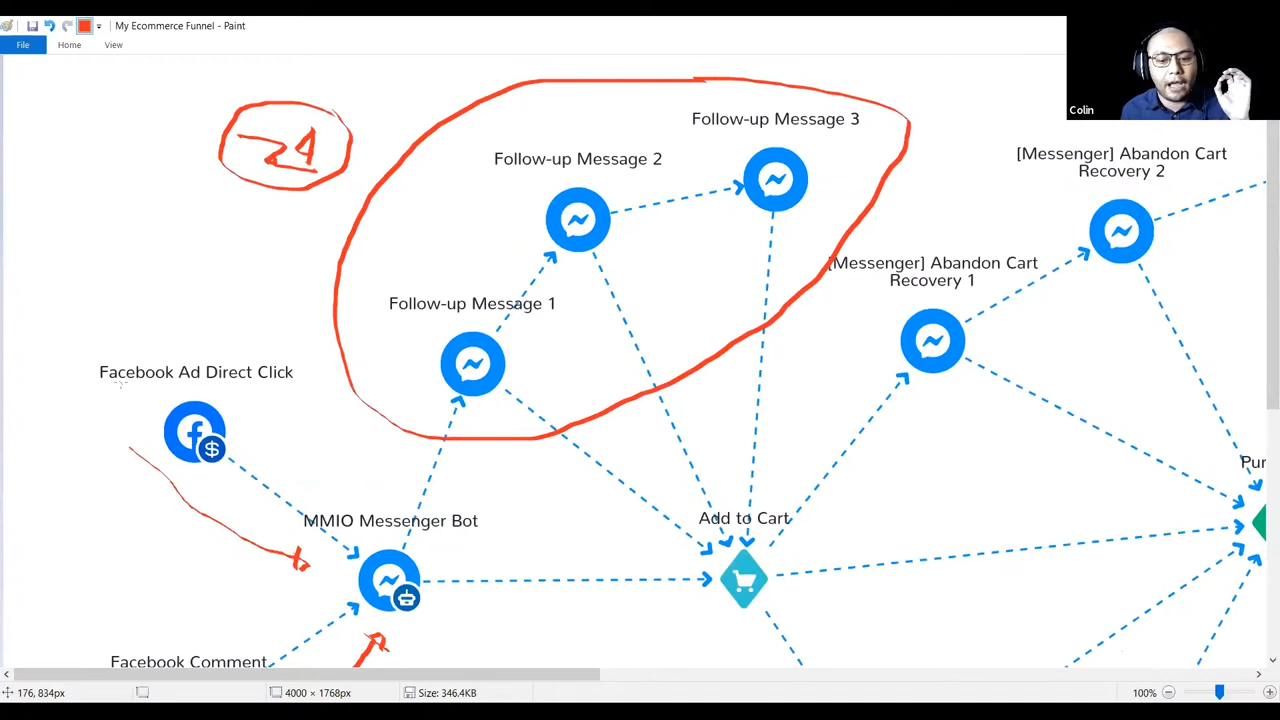 My Ecommerce Funnel - Paint
File Home View
Colin
24
Follow-up Message 3
Follow-up Message 2
[Messenger] Abandon Cart
Recovery 2
[Messenger] Abandon Cart
Recovery 1
Follow-up Message 1
Facebook Ad Direct Click
$
Pur
MMIO Messenger Bot
Add to Cart
Facebook Comment
176, 834px
4000 × 1768px
Size: 346.4KB
100%